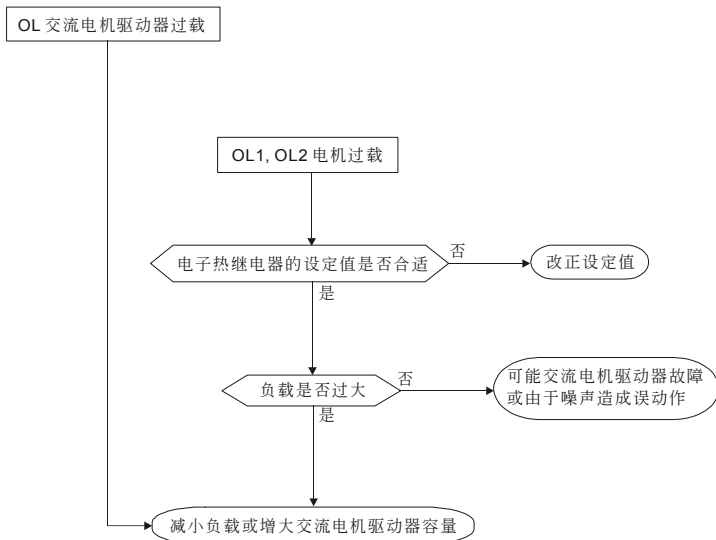 OL 交流电机驱动器过载
OL1, OL2 电机过载
电子热继电器的设定值是否合适
否
改正设定值
是
负载是否过大
否
可能交流电机驱动器故障
或由于噪声造成误动作
是
减小负载或增大交流电机驱动器容量